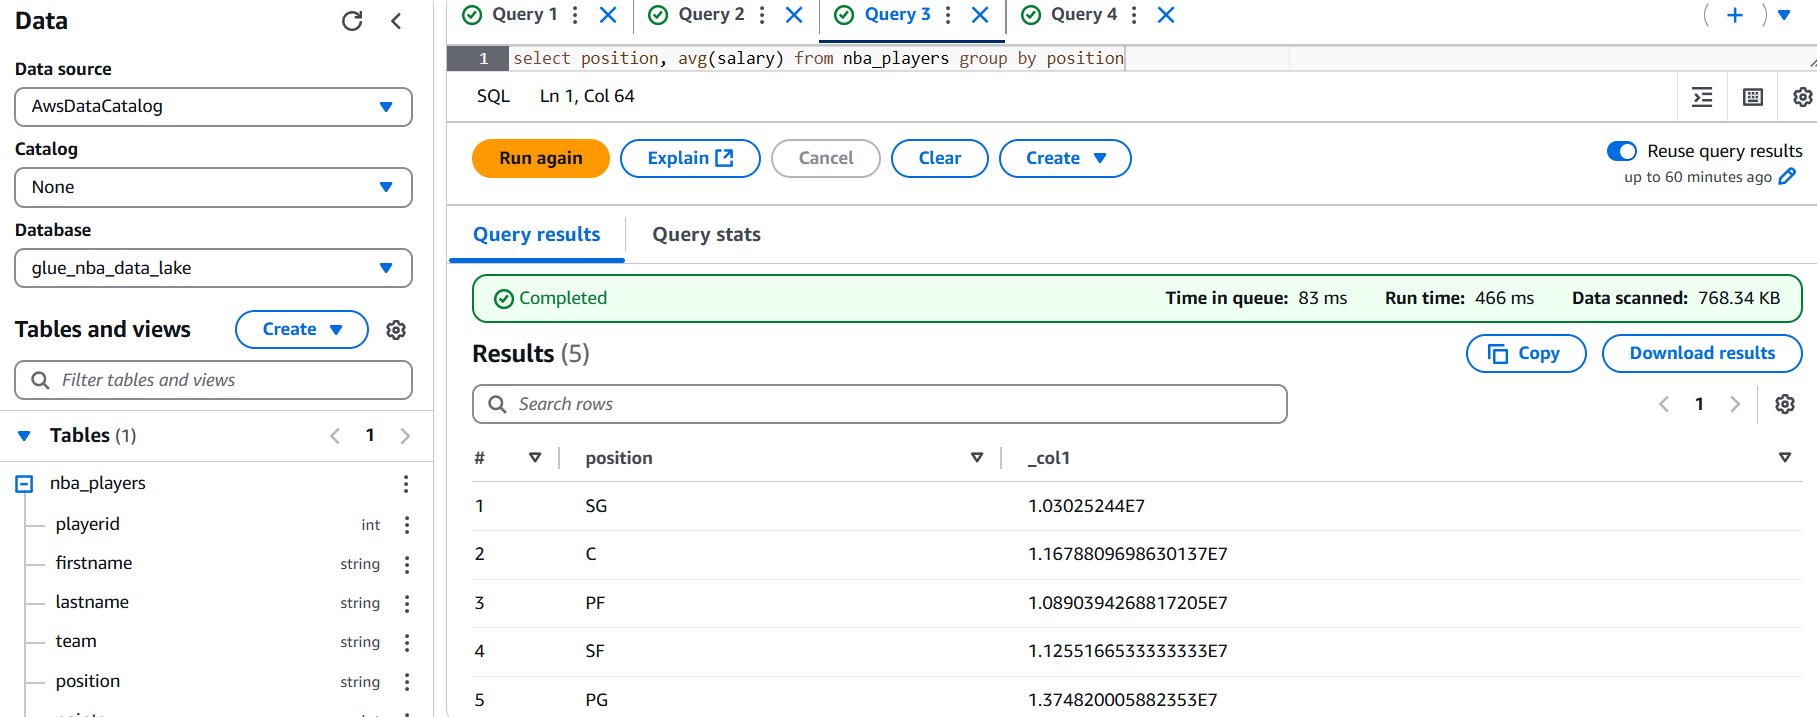 Data
Data source
AwsDataCatalog
Catalog
None
Database
glue_nba_data_lake
Tables and views
Create
Filter tables and views
Tables (1)
1
nba_players
playerid int
firstname string
lastname string
team string
position string
Query 1
Query 2
Query 3
Query 4
1 select position, avg(salary) from nba_players group by position
SQL Ln 1, Col 64
Run again
Explain
Cancel
Clear
Create
Reuse query results
up to 60 minutes ago
Query results
Query stats
Completed
Time in queue: 83 ms Run time: 466 ms Data scanned: 768.34 KB
Results (5)
Copy
Download results
Search rows
1
# position _col1
1 SG 1.03025244E7
2 C 1.1678809698630137E7
3 PF 1.0890394268817205E7
4 SF 1.1255166533333333E7
5 PG 1.374820005882353E7